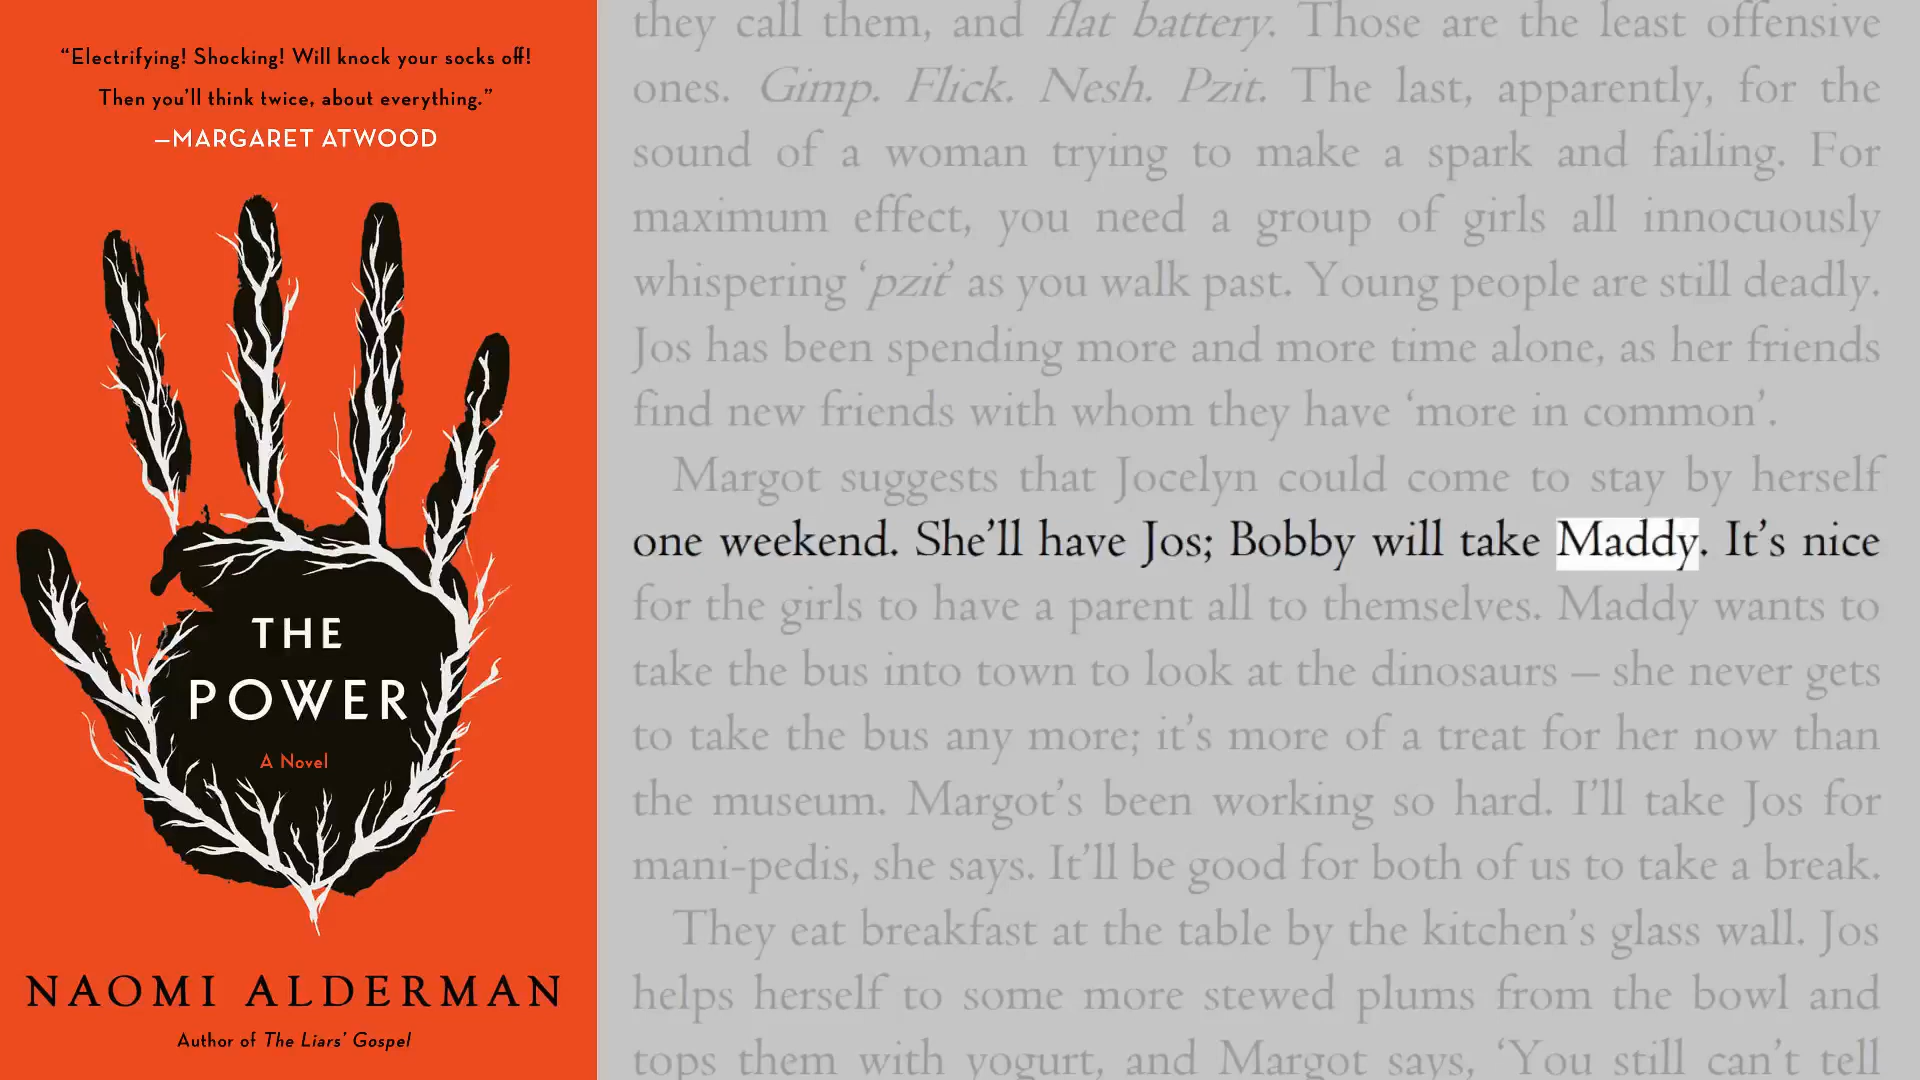 “Electrifying! Shocking! Will knock your socks off!
Then you’ll think twice, about everything.”
—MARGARET ATWOOD
THE
POWER
A Novel
NAOMI ALDERMAN
Author of The Liars’ Gospel
they call them, and flat battery. Those are the least offensive
ones. Gimp. Flick. Nesh. Pzit. The last, apparently, for the
sound of a woman trying to make a spark and failing. For
maximum effect, you need a group of girls all innocuously
whispering ‘pzit’ as you walk past. Young people are still deadly.
Jos has been spending more and more time alone, as her friends
find new friends with whom they have ‘more in common’.
Margot suggests that Jocelyn could come to stay by herself
one weekend. She’ll have Jos; Bobby will take Maddy. It’s nice
for the girls to have a parent all to themselves. Maddy wants to
take the bus into town to look at the dinosaurs – she never gets
to take the bus any more; it’s more of a treat for her now than
the museum. Margot’s been working so hard. I’ll take Jos for
mani-pedis, she says. It’ll be good for both of us to take a break.
They eat breakfast at the table by the kitchen’s glass wall. Jos
helps herself to some more stewed plums from the bowl and
tops them with yogurt, and Margot says, ‘You still can’t tell